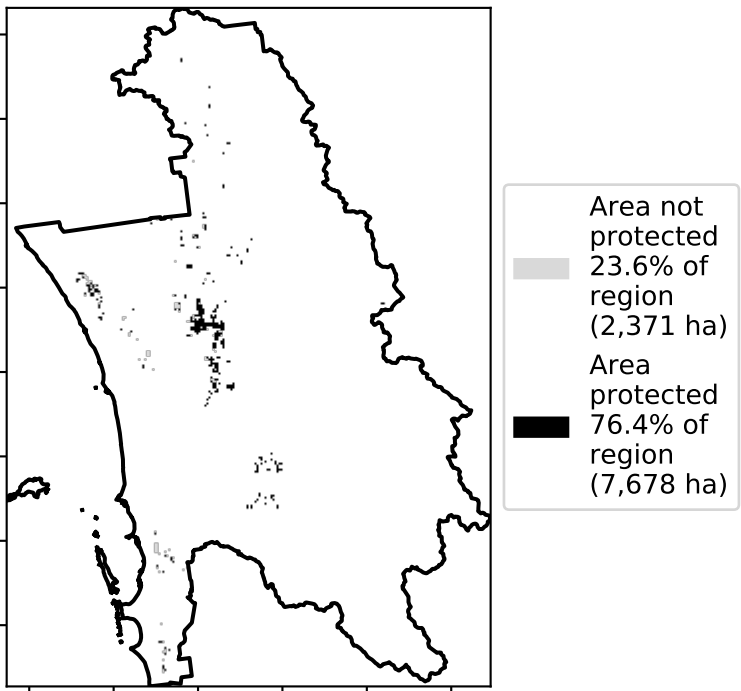 Area not
protected
23.6% of
region
(2,371 ha)
Area
protected
76.4% of
region
(7,678 ha)